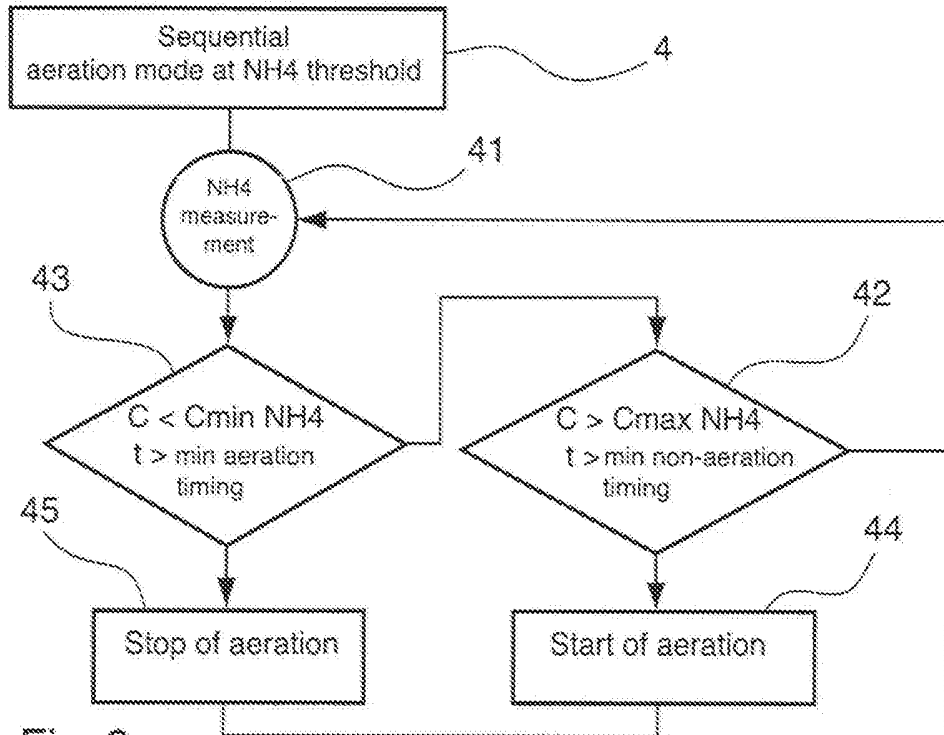 Sequential
aeration mode at NH4 threshold
4
41
NH4
measure-
ment
43
42
C < Cmin NH4
t > min aeration
timing
C > Cmax NH4
t > min non-aeration
timing
45
44
Stop of aeration
Start of aeration